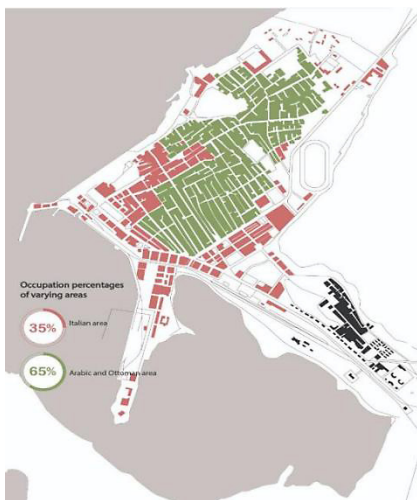 Occupation percentages
of varying areas
35% Italian area
65% Arabic and Ottoman area